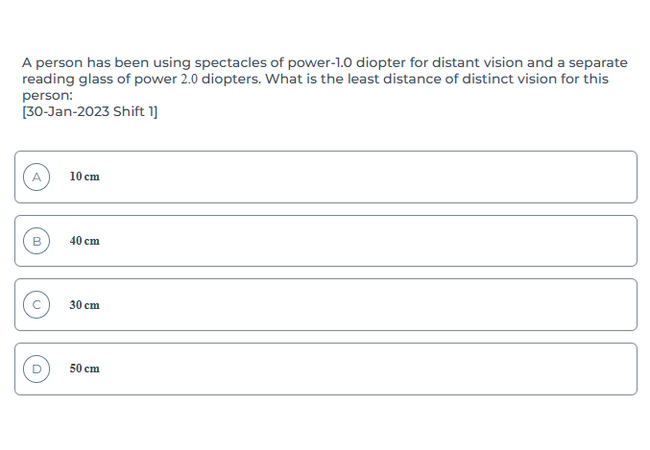 A person has been using spectacles of power-1.0 diopter for distant vision and a separate
reading glass of power 2.0 diopters. What is the least distance of distinct vision for this
person:
[30-Jan-2023 Shift 1]
A 10 cm
B 40 cm
C 30 cm
D 50 cm